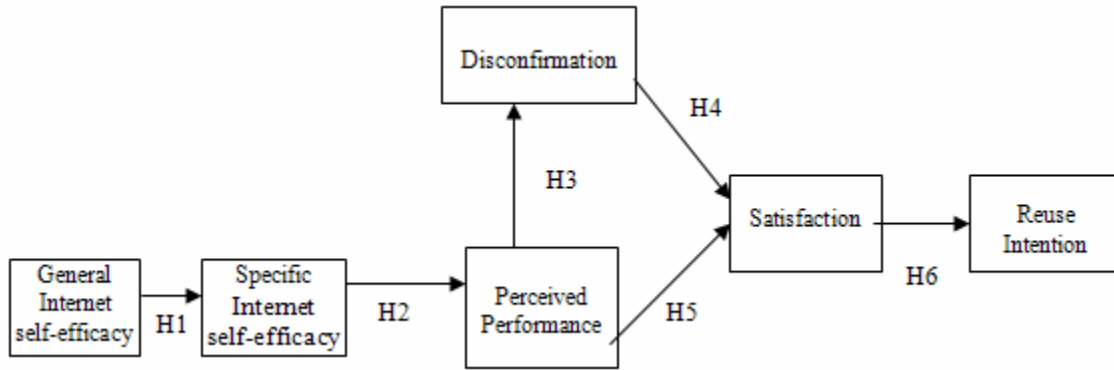 Disconfirmation
H4
H3
Satisfaction
Reuse
Intention
H6
General
Internet
self-efficacy
H1
Specific
Internet
self-efficacy
H2
Perceived
Performance
H5